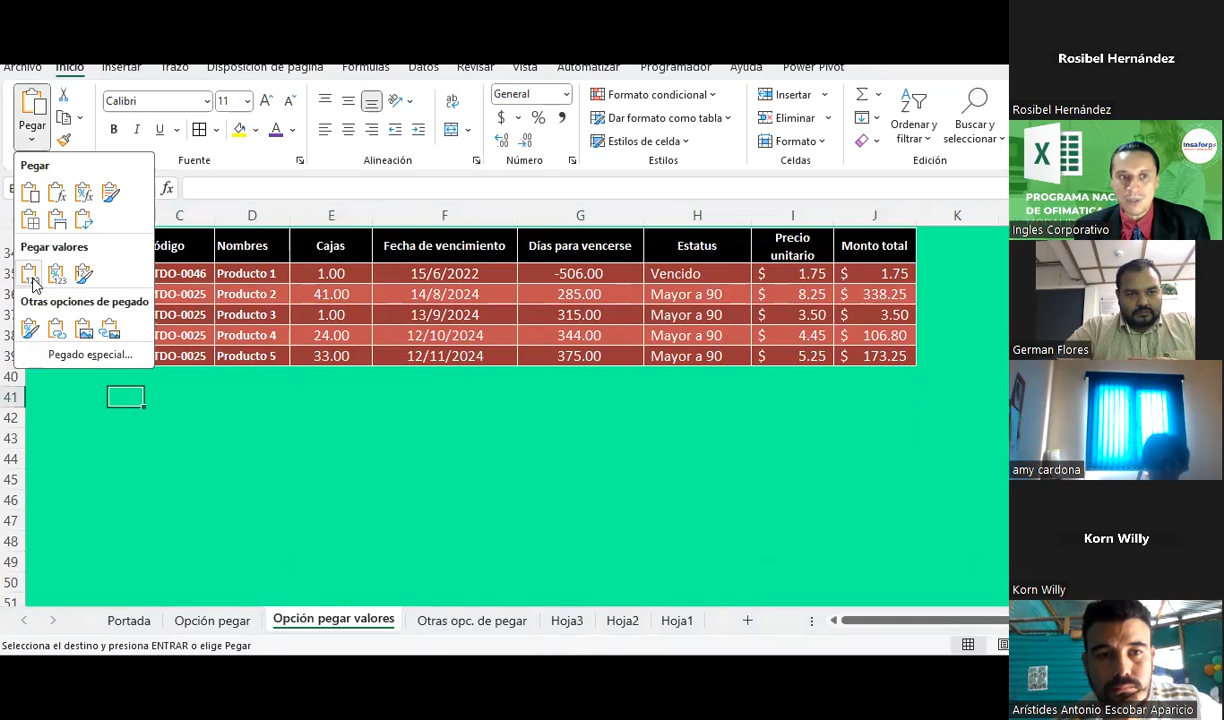 Archivo Inicio Insertar Trazo Disposición de página Fórmulas Datos Revisar Vista Automatizar Programador Ayuda Power Pivot
Pegar
Calibri 11
N K S
Fuente
Alineación
General
$ % 
Número
Formato condicional
Dar formato como tabla
Estilos de celda
Estilos
Insertar
Eliminar
Formato
Celdas
Ordenar y filtrar
Buscar y seleccionar
Edición
Pegar
Pegar valores
Otras opciones de pegado
Pegado especial...
fx
C D E F G H I J K
ódigo Nombres Cajas Fecha de vencimiento Días para vencerse Estatus Precio unitario Monto total
TDO-0046 Producto 1 1.00 15/6/2022 -506.00 Vencido $ 1.75 $ 1.75
TDO-0025 Producto 2 41.00 14/8/2024 285.00 Mayor a 90 $ 8.25 $ 338.25
TDO-0025 Producto 3 1.00 13/9/2024 315.00 Mayor a 90 $ 3.50 $ 3.50
TDO-0025 Producto 4 24.00 12/10/2024 344.00 Mayor a 90 $ 4.45 $ 106.80
TDO-0025 Producto 5 33.00 12/11/2024 375.00 Mayor a 90 $ 5.25 $ 173.25
40
41
42
43
44
45
46
47
48
49
50
51
Portada Opción pegar Opción pegar valores Otras opc. de pegar Hoja3 Hoja2 Hoja1
Selecciona el destino y presiona ENTRAR o elige Pegar
Rosibel Hernández
Rosibel Hernández
X
insaforp
PROGRAMA NAC
DE OFIMATICA
Ingles Corporativo
German Flores
amy cardona
Korn Willy
Korn Willy
Arístides Antonio Escobar Aparicio